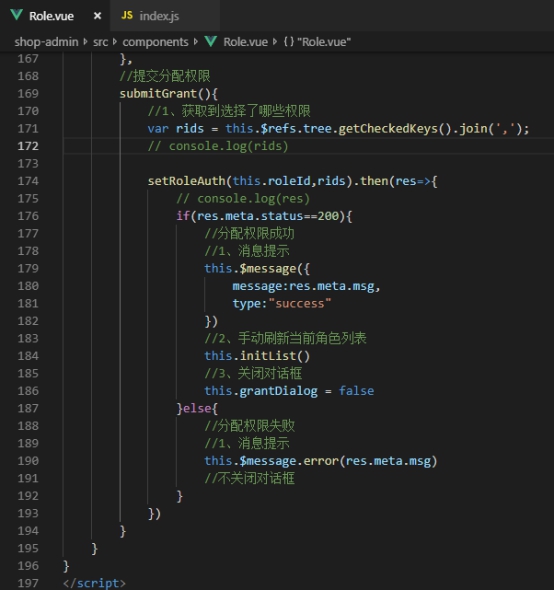 Role.vue × JS index.js
shop-admin › src › components › Role.vue › {} "Role.vue"
167 },
168 //提交分配权限
169 submitGrant(){
170 //1、获取到选择了哪些权限
171 var rids = this.$refs.tree.getCheckedKeys().join(',');
172 // console.log(rids)
173
174 setRoleAuth(this.roleId,rids).then(res=>{
175 // console.log(res)
176 if(res.meta.status==200){
177 //分配权限成功
178 //1、消息提示
179 this.$message({
180 message:res.meta.msg,
181 type:"success"
182 })
183 //2、手动刷新当前角色列表
184 this.initList()
185 //3、关闭对话框
186 this.grantDialog = false
187 }else{
188 //分配权限失败
189 //1、消息提示
190 this.$message.error(res.meta.msg)
191 //不关闭对话框
192 }
193 })
194 }
195 }
196 }
197 </script>